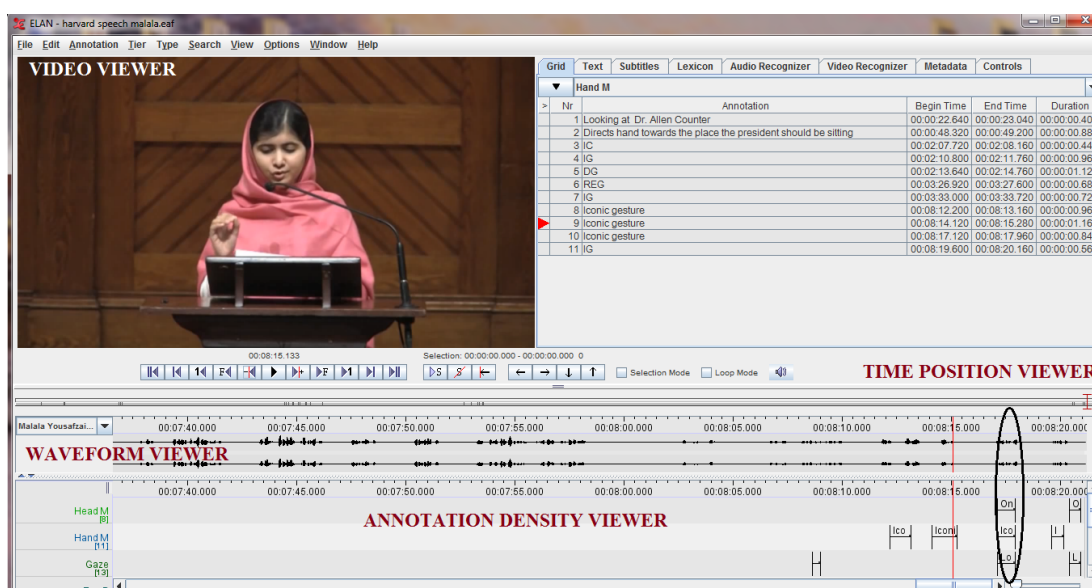 ELAN - harvard speech malala.eaf
File Edit Annotation Tier Type Search View Options Window Help
VIDEO VIEWER
Grid Text Subtitles Lexicon Audio Recognizer Video Recognizer Metadata Controls
Hand M
> Nr Annotation Begin Time End Time Duration
1 Looking at Dr. Allen Counter 00:00:22.640 00:00:23.040 00:00:00.40
2 Directs hand towards the place the president should be sitting 00:00:48.320 00:00:49.200 00:00:00.88
3 IC 00:02:07.720 00:02:08.160 00:00:00.44
4 IG 00:02:10.800 00:02:11.760 00:00:00.96
5 DG 00:02:13.640 00:02:14.760 00:00:01.12
6 REG 00:03:26.920 00:03:27.600 00:00:00.68
7 IG 00:03:33.000 00:03:33.720 00:00:00.72
8 Iconic gesture 00:08:12.200 00:08:13.160 00:00:00.96
9 Iconic gesture 00:08:14.120 00:08:15.280 00:00:01.16
10 Iconic gesture 00:08:17.120 00:08:17.960 00:00:00.84
11 IG 00:08:19.600 00:08:20.160 00:00:00.56
00:08:15.133 Selection: 00:00:00.000 - 00:00:00.000 0
1 F F 1 S S Selection Mode Loop Mode
TIME POSITION VIEWER
Malala Yousafzai... 00:07:40.000 00:07:45.000 00:07:50.000 00:07:55.000 00:08:00.000 00:08:05.000 00:08:10.000 00:08:15.000 00:08:20.000
WAVEFORM VIEWER
00:07:40.000 00:07:45.000 00:07:50.000 00:07:55.000 00:08:00.000 00:08:05.000 00:08:10.000 00:08:15.000 00:08:20.000
Head M On O
[8]
ANNOTATION DENSITY VIEWER
Hand M Ico Iconi Ico I
[11]
Gaze Lo L
[13]